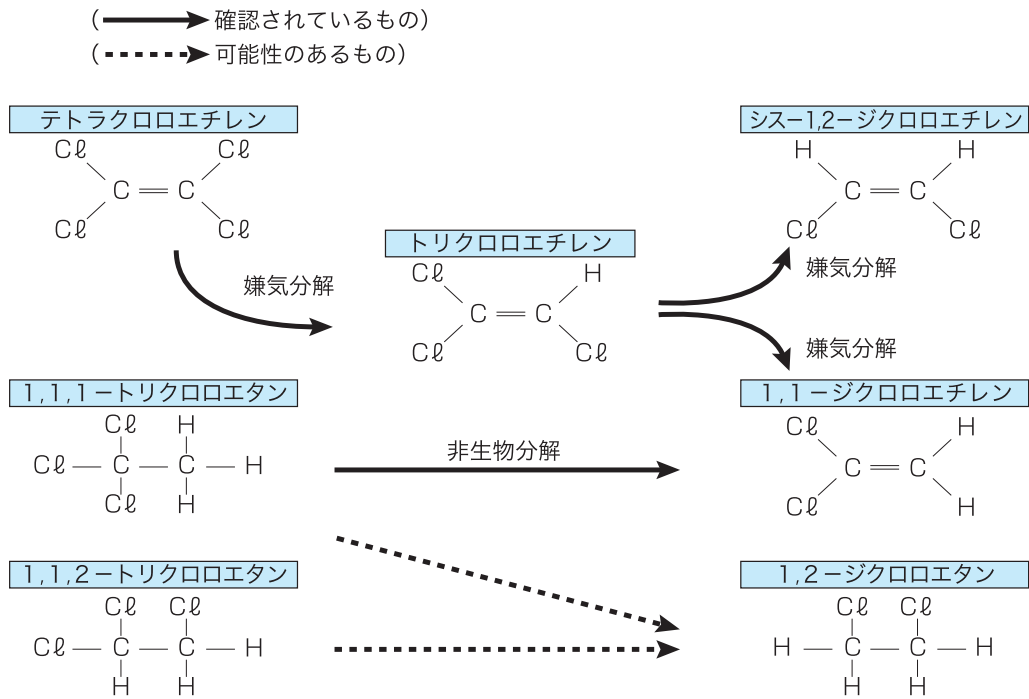 (→ 確認されているもの)
(→ 可能性のあるもの)
テトラクロロエチレン
Cℓ Cℓ
C = C
Cℓ Cℓ
嫌気分解
トリクロロエチレン
Cℓ H
C = C
Cℓ Cℓ
シス−1,2−ジクロロエチレン
H H
C = C
Cℓ Cℓ
嫌気分解
嫌気分解
1,1,1−トリクロロエタン
Cℓ H
Cℓ — C — C — H
Cℓ H
非生物分解
1,1−ジクロロエチレン
Cℓ H
C = C
Cℓ H
1,1,2−トリクロロエタン
Cℓ Cℓ
Cℓ — C — C — H
H H
1,2−ジクロロエタン
Cℓ Cℓ
H — C — C — H
H H